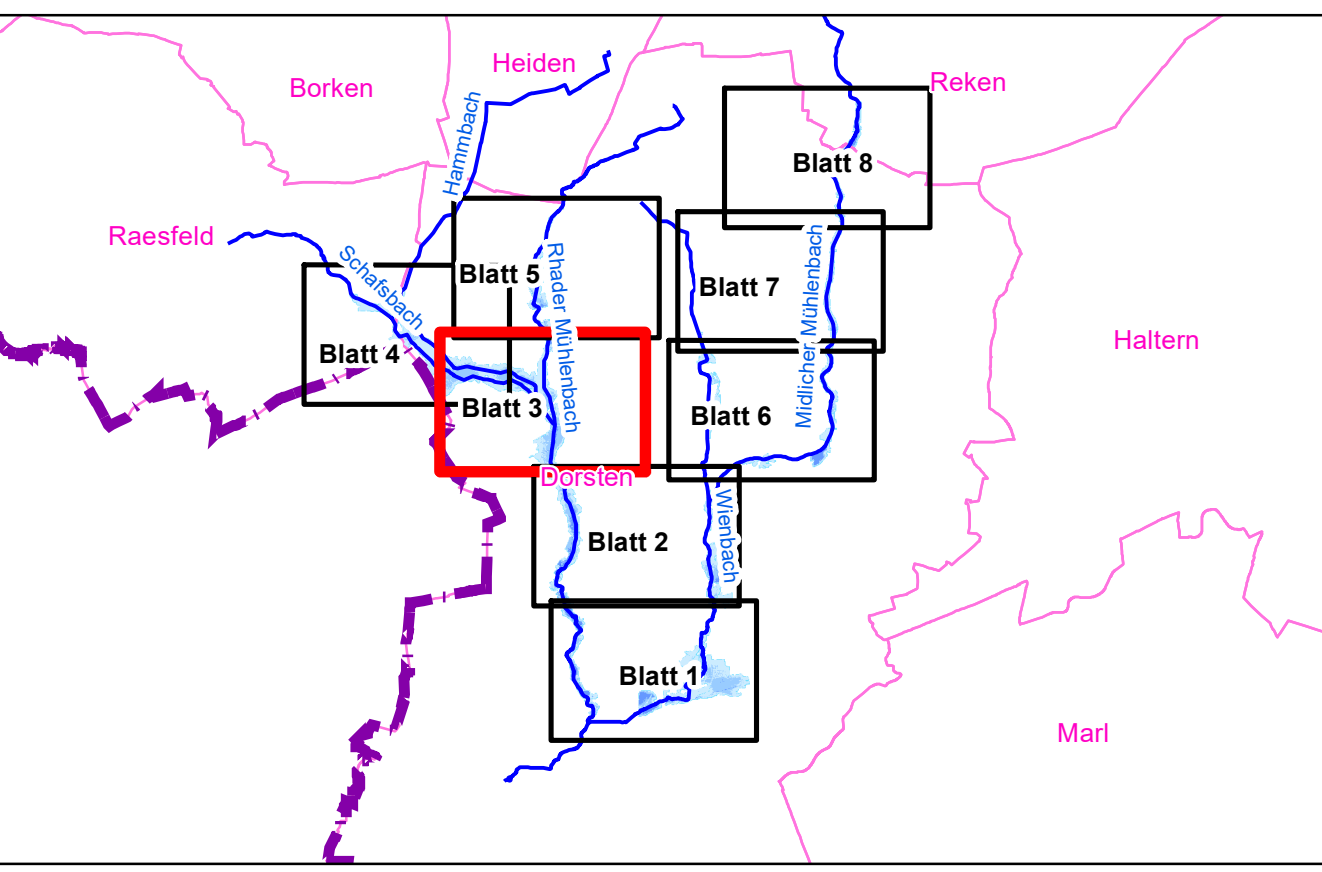 Heiden
Reken
Borken
Hammbach
Blatt 8
Raesfeld
Schafsbach
Blatt 5
Rhader Mühlenbach
Blatt 7
Midlicher Mühlenbach
Haltern
Blatt 4
Blatt 3
Blatt 6
Dorsten
Wienbach
Blatt 2
Blatt 1
Marl